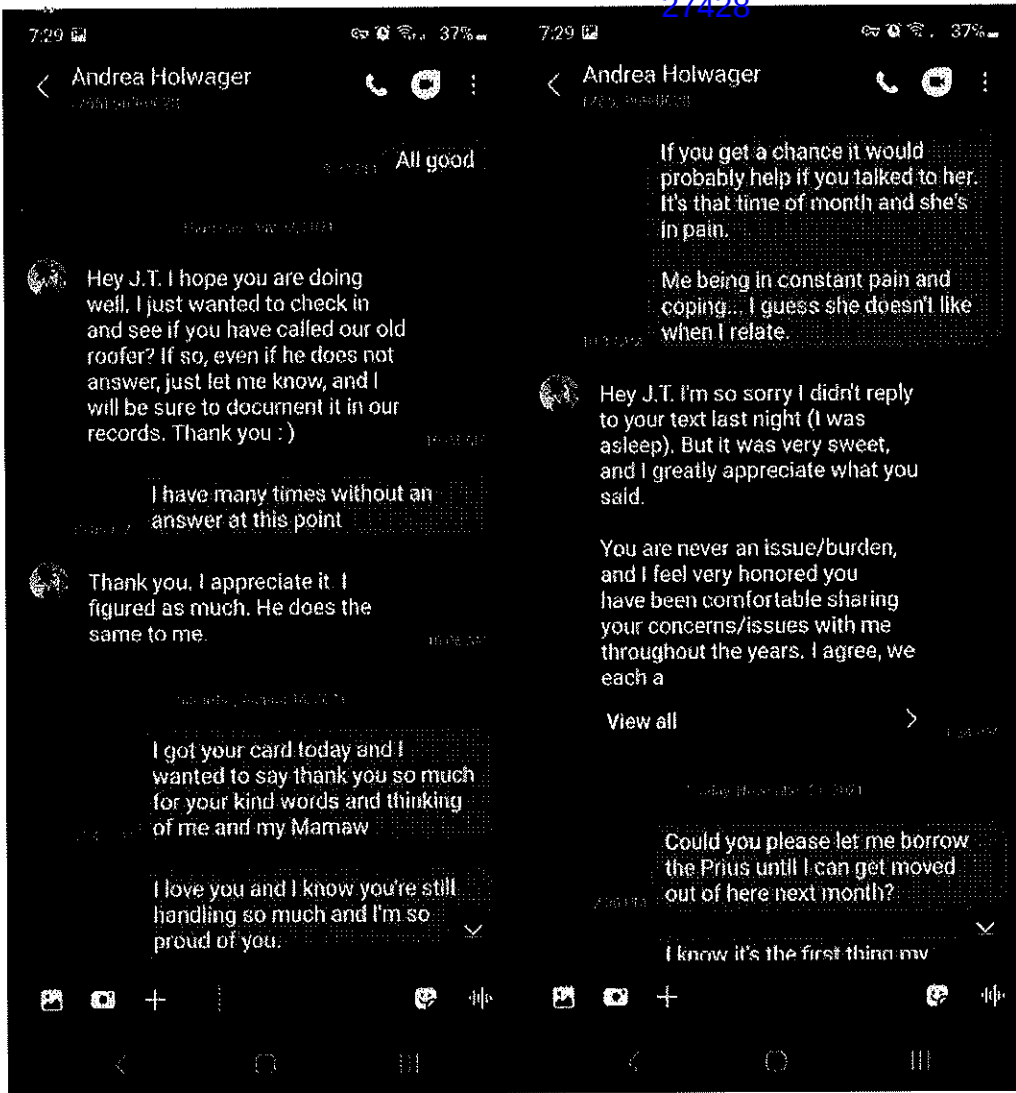 27428
7:29
37%
Andrea Holwager
All good
Hey J.T. I hope you are doing
well. I just wanted to check in
and see if you have called our old
roofer? If so, even if he does not
answer, just let me know, and I
will be sure to document it in our
records. Thank you : )
I have many times without an
answer at this point
Thank you. I appreciate it. I
figured as much. He does the
same to me.
I got your card today and I
wanted to say thank you so much
for your kind words and thinking
of me and my Mamaw
I love you and I know you're still
handling so much and I'm so
proud of you.
7:29
37%
Andrea Holwager
If you get a chance it would
probably help if you talked to her.
It's that time of month and she's
in pain.
Me being in constant pain and
coping... I guess she doesn't like
when I relate.
Hey J.T. I'm so sorry I didn't reply
to your text last night (I was
asleep). But it was very sweet,
and I greatly appreciate what you
said.
You are never an issue/burden,
and I feel very honored you
have been comfortable sharing
your concerns/issues with me
throughout the years. I agree, we
each a
View all
Could you please let me borrow
the Prius until I can get moved
out of here next month?
I know it's the first thing my